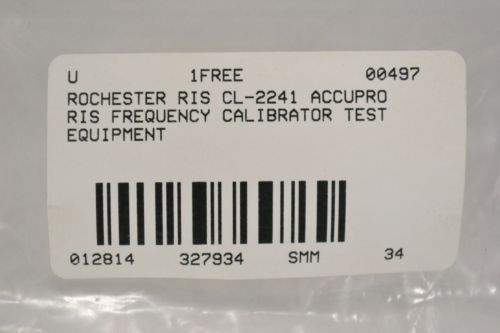 U 1FREE 00497
ROCHESTER RIS CL-2241 ACCUPRO
RIS FREQUENCY CALIBRATOR TEST
EQUIPMENT
012814 327934 SMM 34